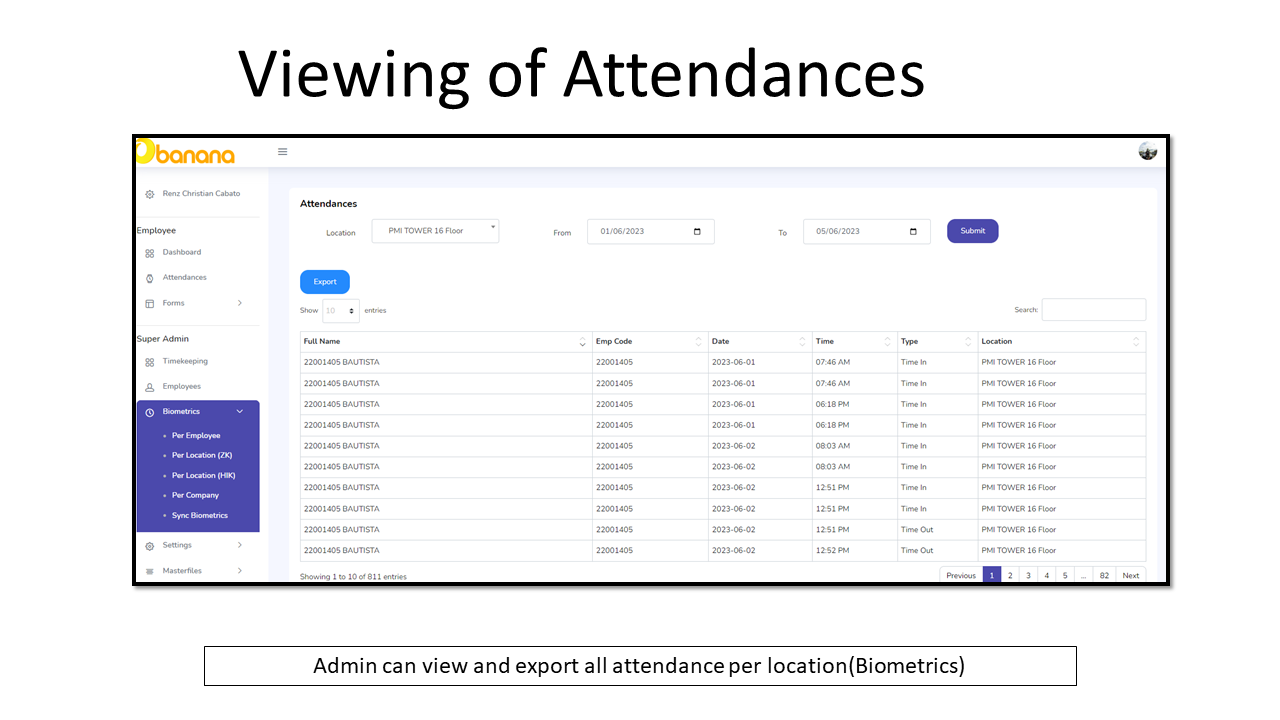 Viewing of Attendances
Obanana
Renz Christian Cabato
Employee
Dashboard
Attendances
Forms
Super Admin
Timekeeping
Employees
Biometrics
Per Employee
Per Location (ZK)
Per Location (HIK)
Per Company
Sync Biometrics
Settings
Masterfiles
Attendances
Location PMI TOWER 16 Floor From 01/06/2023 To 05/06/2023 Submit
Export
Show 10 entries Search:
Full Name Emp Code Date Time Type Location
22001405 BAUTISTA 22001405 2023-06-01 07:46 AM Time In PMI TOWER 16 Floor
22001405 BAUTISTA 22001405 2023-06-01 07:46 AM Time In PMI TOWER 16 Floor
22001405 BAUTISTA 22001405 2023-06-01 06:18 PM Time In PMI TOWER 16 Floor
22001405 BAUTISTA 22001405 2023-06-01 06:18 PM Time In PMI TOWER 16 Floor
22001405 BAUTISTA 22001405 2023-06-02 08:03 AM Time In PMI TOWER 16 Floor
22001405 BAUTISTA 22001405 2023-06-02 08:03 AM Time In PMI TOWER 16 Floor
22001405 BAUTISTA 22001405 2023-06-02 12:51 PM Time In PMI TOWER 16 Floor
22001405 BAUTISTA 22001405 2023-06-02 12:51 PM Time In PMI TOWER 16 Floor
22001405 BAUTISTA 22001405 2023-06-02 12:51 PM Time Out PMI TOWER 16 Floor
22001405 BAUTISTA 22001405 2023-06-02 12:52 PM Time Out PMI TOWER 16 Floor
Showing 1 to 10 of 811 entries Previous 1 2 3 4 5 ... 82 Next
Admin can view and export all attendance per location(Biometrics)